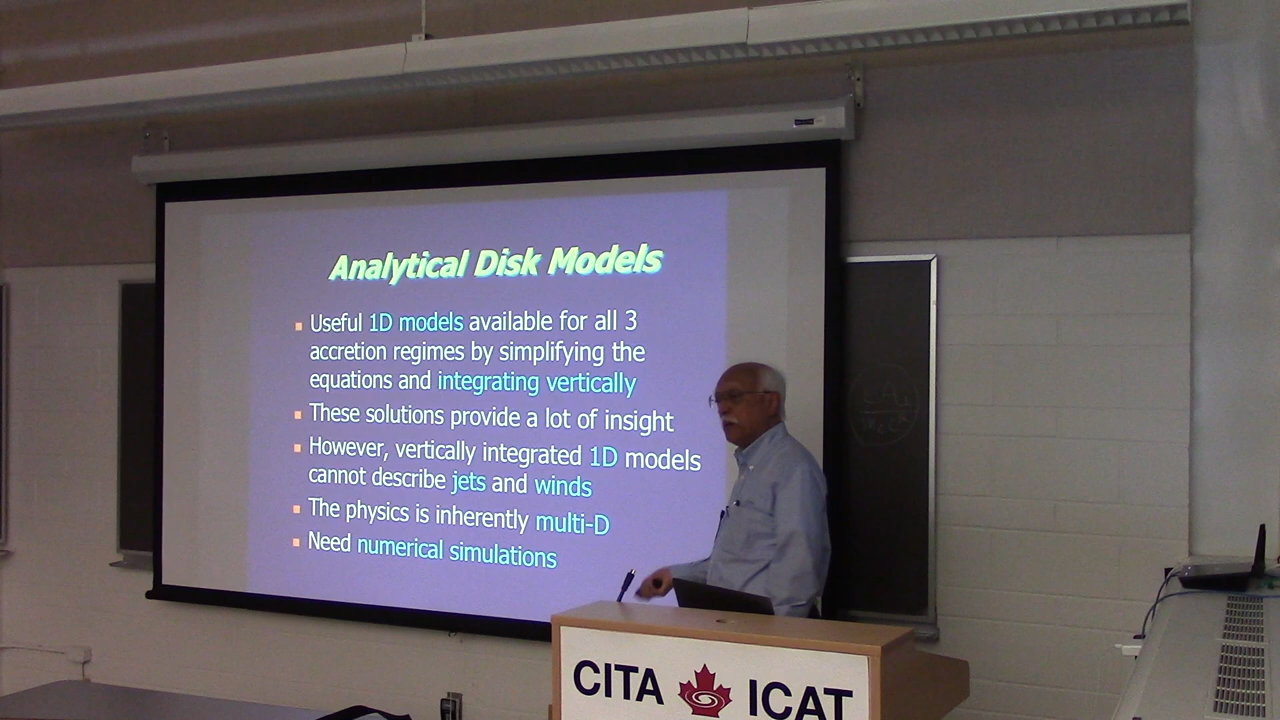 Analytical Disk Models
Useful 1D models available for all 3
accretion regimes by simplifying the
equations and integrating vertically
These solutions provide a lot of insight
However, vertically integrated 1D models
cannot describe jets and winds
The physics is inherently multi-D
Need numerical simulations
CITA ICAT